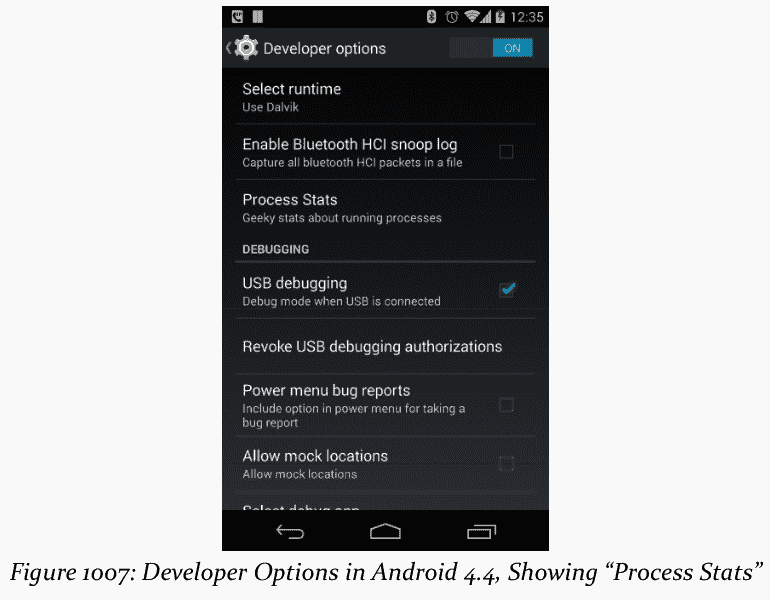 12:35
Developer options
ON
Select runtime
Use Dalvik
Enable Bluetooth HCI snoop log
Capture all bluetooth HCI packets in a file
Process Stats
Geeky stats about running processes
DEBUGGING
USB debugging
Debug mode when USB is connected
Revoke USB debugging authorizations
Power menu bug reports
Include option in power menu for taking a
bug report
Allow mock locations
Allow mock locations
Select debug app
Figure 1007: Developer Options in Android 4.4, Showing “Process Stats”